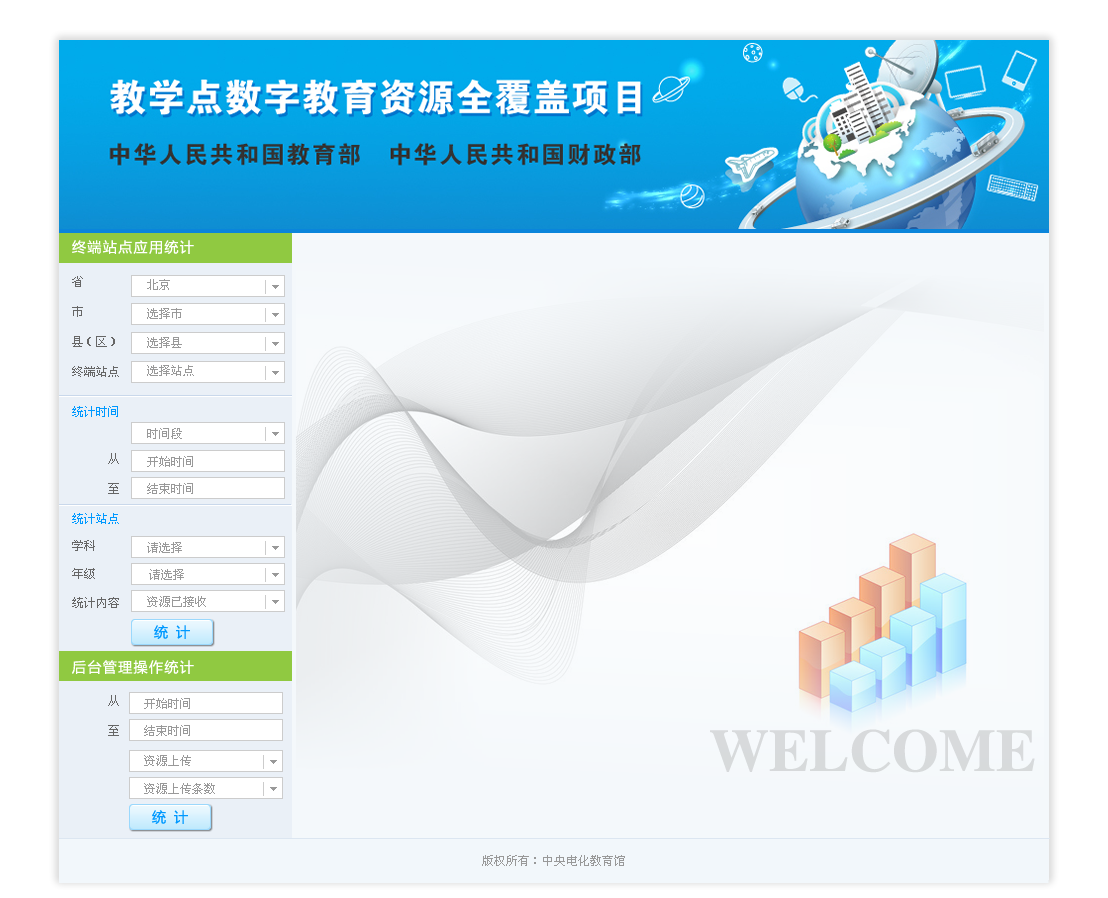 教学点数字教育资源全覆盖项目
中华人民共和国教育部 中华人民共和国财政部
终端站点应用统计
省 北京
市 选择市
县（区） 选择县
终端站点 选择站点
统计时间
时间段
从 开始时间
至 结束时间
统计站点
学科 请选择
年级 请选择
统计内容 资源已接收
统 计
后台管理操作统计
从 开始时间
至 结束时间
资源上传
资源上传条数
统 计
WELCOME
版权所有：中央电化教育馆